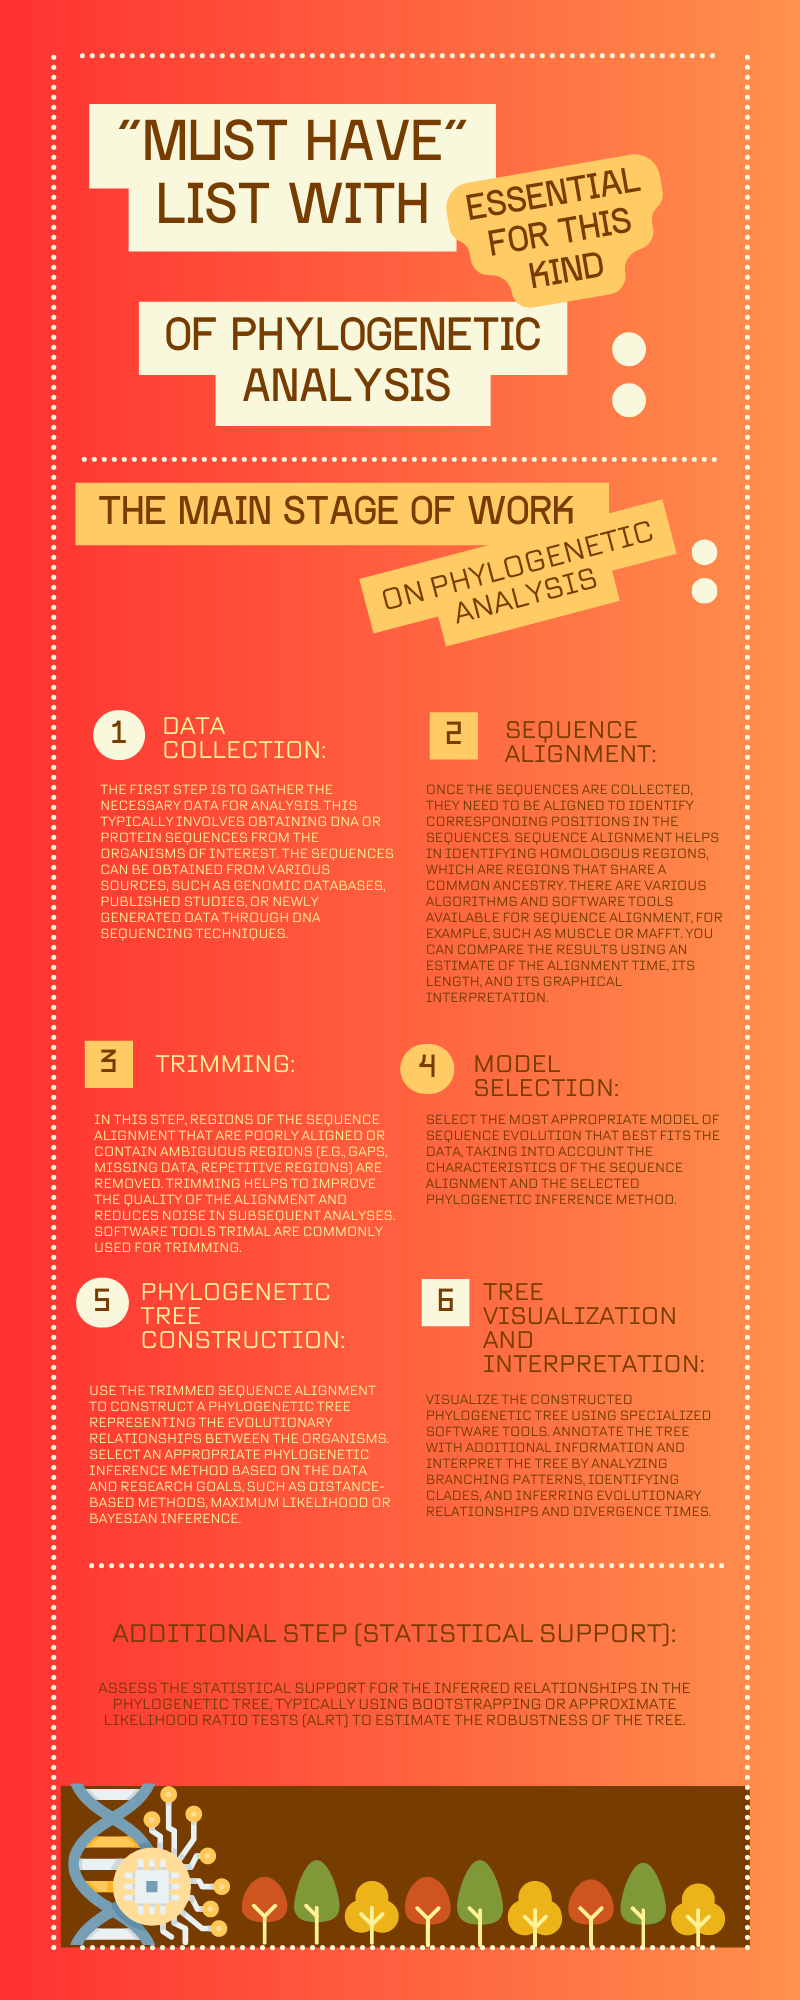 "MUST HAVE"
LIST WITH
ESSENTIAL
FOR THIS
KIND
OF PHYLOGENETIC
ANALYSIS
THE MAIN STAGE OF WORK
ON PHYLOGENETIC
ANALYSIS
1
DATA
COLLECTION:
THE FIRST STEP IS TO GATHER THE
NECESSARY DATA FOR ANALYSIS. THIS
TYPICALLY INVOLVES OBTAINING DNA OR
PROTEIN SEQUENCES FROM THE
ORGANISMS OF INTEREST. THE SEQUENCES
CAN BE OBTAINED FROM VARIOUS
SOURCES, SUCH AS GENOMIC DATABASES,
PUBLISHED STUDIES, OR NEWLY
GENERATED DATA THROUGH DNA
SEQUENCING TECHNIQUES.
2
SEQUENCE
ALIGNMENT:
ONCE THE SEQUENCES ARE COLLECTED,
THEY NEED TO BE ALIGNED TO IDENTIFY
CORRESPONDING POSITIONS IN THE
SEQUENCES. SEQUENCE ALIGNMENT HELPS
IN IDENTIFYING HOMOLOGOUS REGIONS,
WHICH ARE REGIONS THAT SHARE A
COMMON ANCESTRY. THERE ARE VARIOUS
ALGORITHMS AND SOFTWARE TOOLS
AVAILABLE FOR SEQUENCE ALIGNMENT, FOR
EXAMPLE, SUCH AS MUSCLE OR MAFFT. YOU
CAN COMPARE THE RESULTS USING AN
ESTIMATE OF THE ALIGNMENT TIME, ITS
LENGTH, AND ITS GRAPHICAL
INTERPRETATION.
3
TRIMMING:
IN THIS STEP, REGIONS OF THE SEQUENCE
ALIGNMENT THAT ARE POORLY ALIGNED OR
CONTAIN AMBIGUOUS REGIONS (E.G., GAPS,
MISSING DATA, REPETITIVE REGIONS) ARE
REMOVED. TRIMMING HELPS TO IMPROVE
THE QUALITY OF THE ALIGNMENT AND
REDUCES NOISE IN SUBSEQUENT ANALYSES.
SOFTWARE TOOLS TRIMAL ARE COMMONLY
USED FOR TRIMMING.
4
MODEL
SELECTION:
SELECT THE MOST APPROPRIATE MODEL OF
SEQUENCE EVOLUTION THAT BEST FITS THE
DATA, TAKING INTO ACCOUNT THE
CHARACTERISTICS OF THE SEQUENCE
ALIGNMENT AND THE SELECTED
PHYLOGENETIC INFERENCE METHOD.
5
PHYLOGENETIC
TREE
CONSTRUCTION:
USE THE TRIMMED SEQUENCE ALIGNMENT
TO CONSTRUCT A PHYLOGENETIC TREE
REPRESENTING THE EVOLUTIONARY
RELATIONSHIPS BETWEEN THE ORGANISMS.
SELECT AN APPROPRIATE PHYLOGENETIC
INFERENCE METHOD BASED ON THE DATA
AND RESEARCH GOALS, SUCH AS DISTANCE-
BASED METHODS, MAXIMUM LIKELIHOOD OR
BAYESIAN INFERENCE.
6
TREE
VISUALIZATION
AND
INTERPRETATION:
VISUALIZE THE CONSTRUCTED
PHYLOGENETIC TREE USING SPECIALIZED
SOFTWARE TOOLS. ANNOTATE THE TREE
WITH ADDITIONAL INFORMATION AND
INTERPRET THE TREE BY ANALYZING
BRANCHING PATTERNS, IDENTIFYING
CLADES, AND INFERRING EVOLUTIONARY
RELATIONSHIPS AND DIVERGENCE TIMES.
ADDITIONAL STEP (STATISTICAL SUPPORT):
ASSESS THE STATISTICAL SUPPORT FOR THE INFERRED RELATIONSHIPS IN THE
PHYLOGENETIC TREE, TYPICALLY USING BOOTSTRAPPING OR APPROXIMATE
LIKELIHOOD RATIO TESTS (ALRT) TO ESTIMATE THE ROBUSTNESS OF THE TREE.